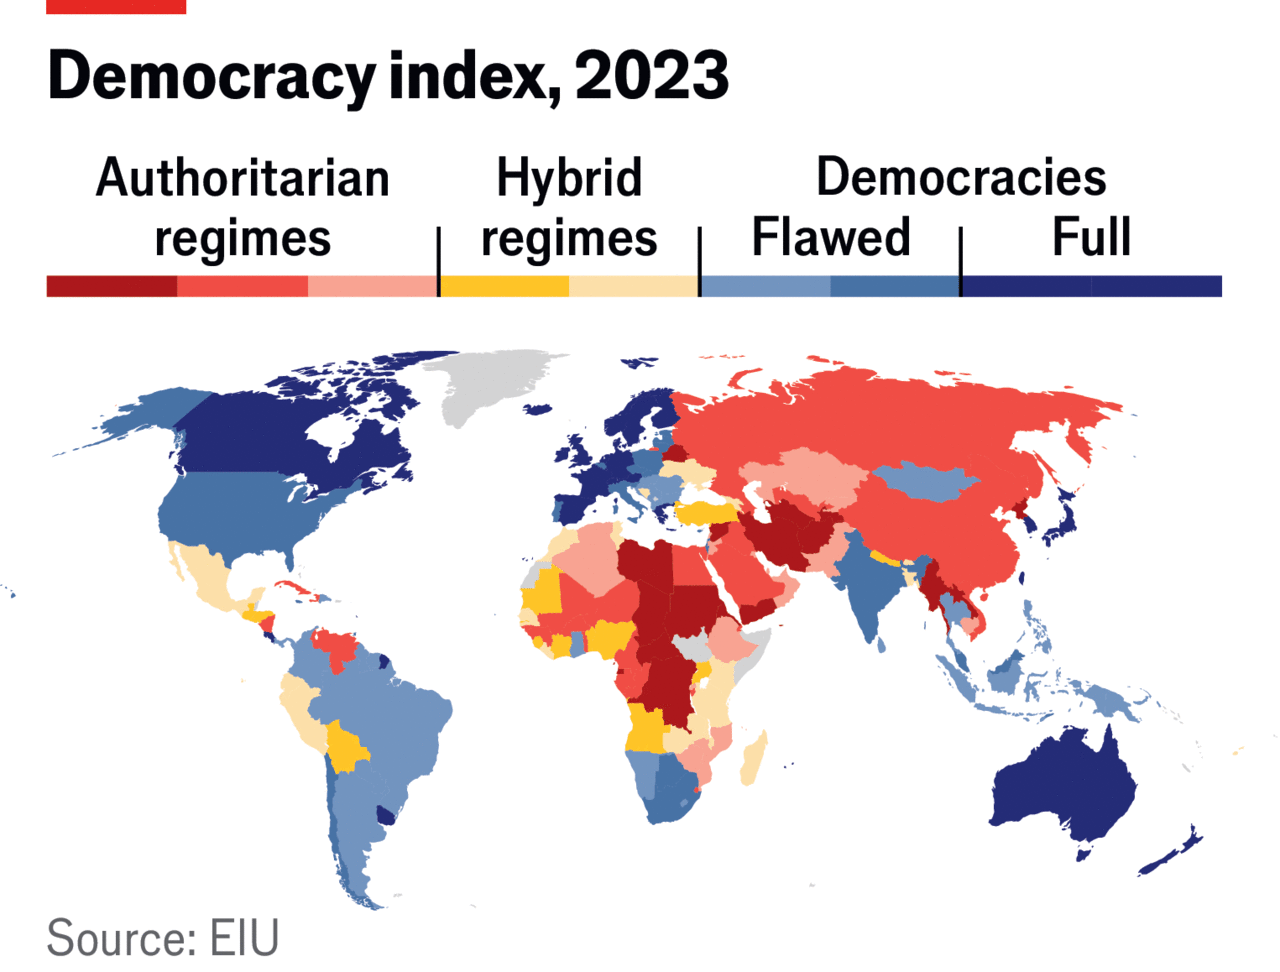 Democracy index, 2023
Authoritarian regimes
Hybrid regimes
Democracies
Flawed
Full
Source: EIU